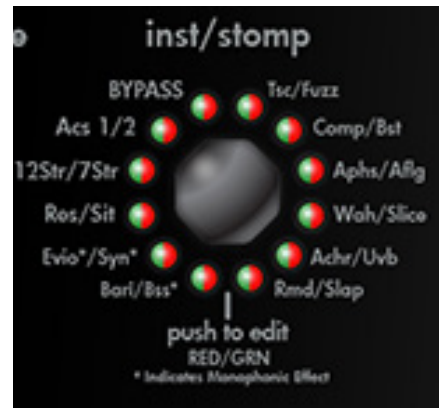 inst/stomp
BYPASS
Tsc/Fuzz
Acs 1/2
Comp/Bst
12Str/7Str
Aphs/Aflg
Res/Sit
Wah/Slice
Evio*/Syn*
Achr/Uvb
Bari/Bss*
Rmd/Slap
push to edit
RED/GRN
* Indicates Monophonic Effect